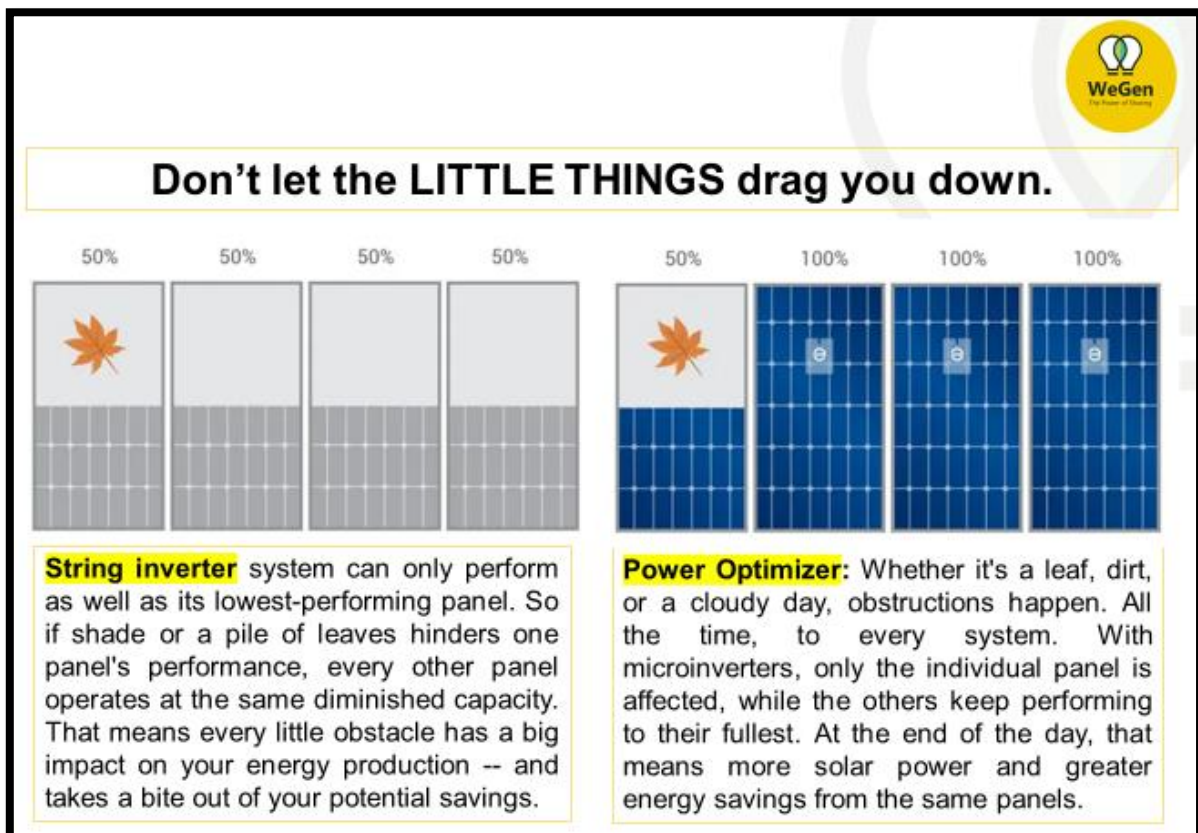 WeGen
The Power of Sharing
Don't let the LITTLE THINGS drag you down.
50% 50% 50% 50%
50% 100% 100% 100%
String inverter system can only perform
as well as its lowest-performing panel. So
if shade or a pile of leaves hinders one
panel's performance, every other panel
operates at the same diminished capacity.
That means every little obstacle has a big
impact on your energy production -- and
takes a bite out of your potential savings.
Power Optimizer: Whether it's a leaf, dirt,
or a cloudy day, obstructions happen. All
the time, to every system. With
microinverters, only the individual panel is
affected, while the others keep performing
to their fullest. At the end of the day, that
means more solar power and greater
energy savings from the same panels.